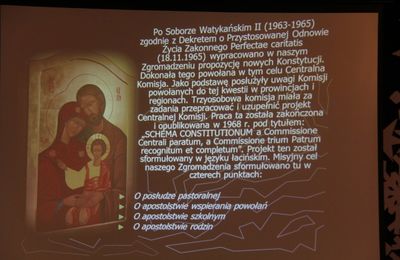 Po Soborze Watykańskim II (1963-1965)
zgodnie z Dekretem o Przystosowanej Odnowie
Życia Zakonnego Perfectae caritatis
(18.11.1965) wypracowano w naszym
Zgromadzeniu propozycję nowych Konstytucji.
Dokonała tego powołana w tym celu Centralna
Komisja. Jako podstawę posłużyły uwagi Komisji
powołanych do tej kwestii w prowincjach i
regionach. Trzyosobowa komisja miała za
zadania przepracować i uzupełnić projekt
Centralnej Komisji. Praca ta została zakończona
i opublikowana w 1968 r. pod tytułem:
„SCHEMA CONSTITUTIONUM a Commissione
Centrali paratum, a Commissione trium Patrum
recognitum et completum". Projekt ten został
sformułowany w języku łacińskim. Misyjny cel
naszego Zgromadzenia sformułowano tu w
czterech punktach:
► O posłudze pastoralnej
► O apostolstwie wspierania powołań
► O apostolstwie szkolnym
► O apostolstwie rodzin